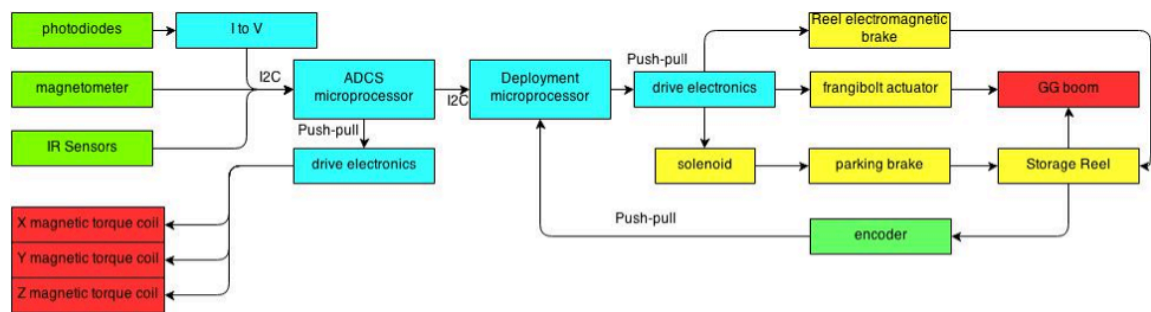 photodiodes
I to V
Reel electromagnetic
brake
magnetometer
I2C
ADCS
microprocessor
I2C
Deployment
microprocessor
Push-pull
drive electronics
frangibolt actuator
GG boom
IR Sensors
Push-pull
drive electronics
solenoid
parking brake
Storage Reel
X magnetic torque coil
Y magnetic torque coil
Z magnetic torque coil
Push-pull
encoder